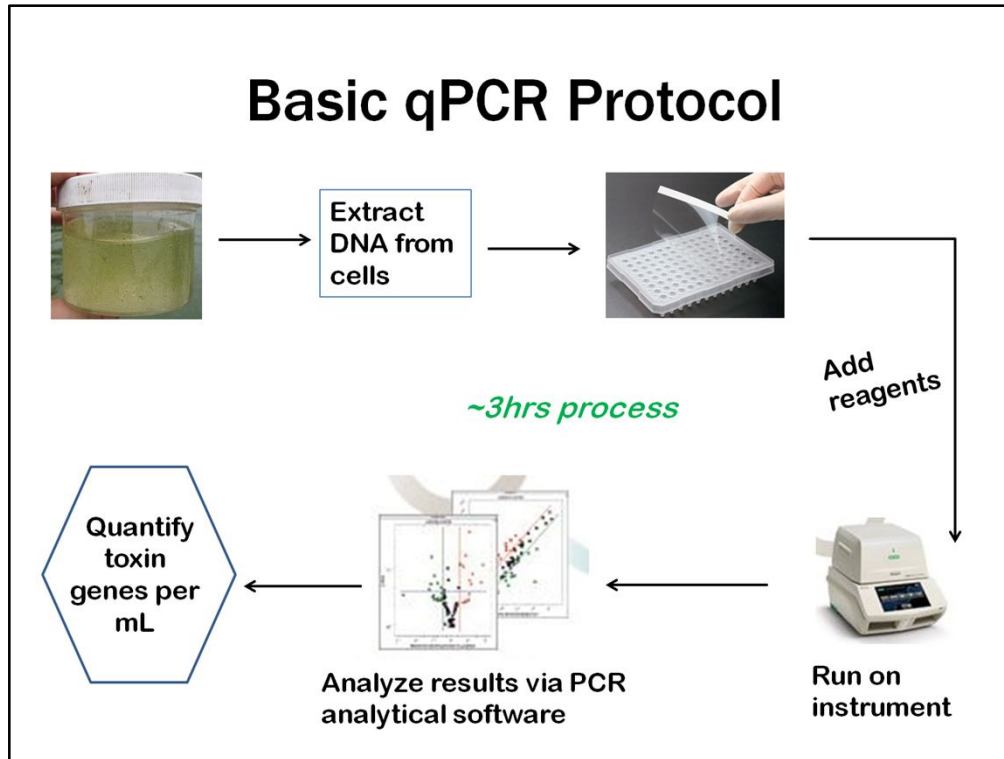 Basic qPCR Protocol
Extract
DNA from
cells
Add
reagents
~3hrs process
Quantify
toxin
genes per
mL
Analyze results via PCR
analytical software
Run on
instrument